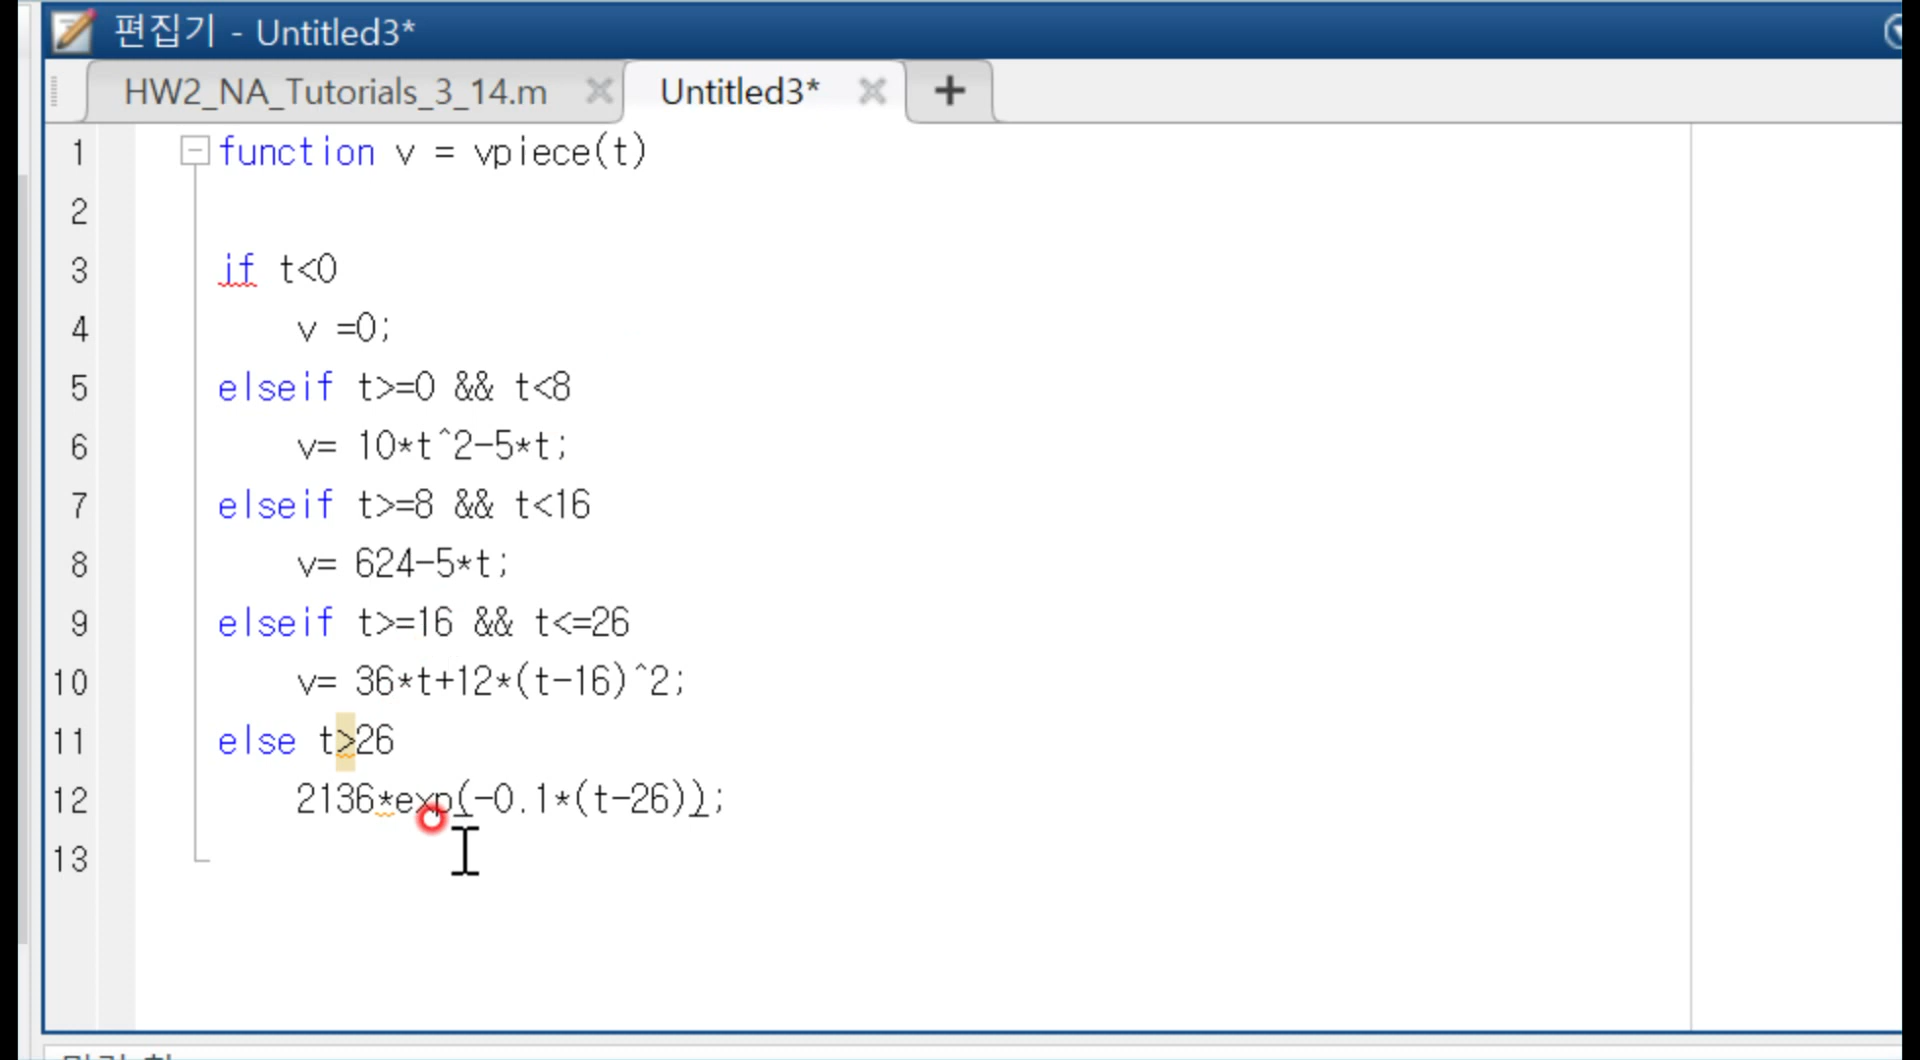 편집기 - Untitled3*
HW2_NA_Tutorials_3_14.m
Untitled3*
1 function v = vpiece(t)
2
3 if t<0
4 v =0;
5 elseif t>=0 && t<8
6 v= 10*t^2-5*t;
7 elseif t>=8 && t<16
8 v= 624-5*t;
9 elseif t>=16 && t<=26
10 v= 36*t+12*(t-16)^2;
11 else t>26
12 2136*exp(-0.1*(t-26));
13